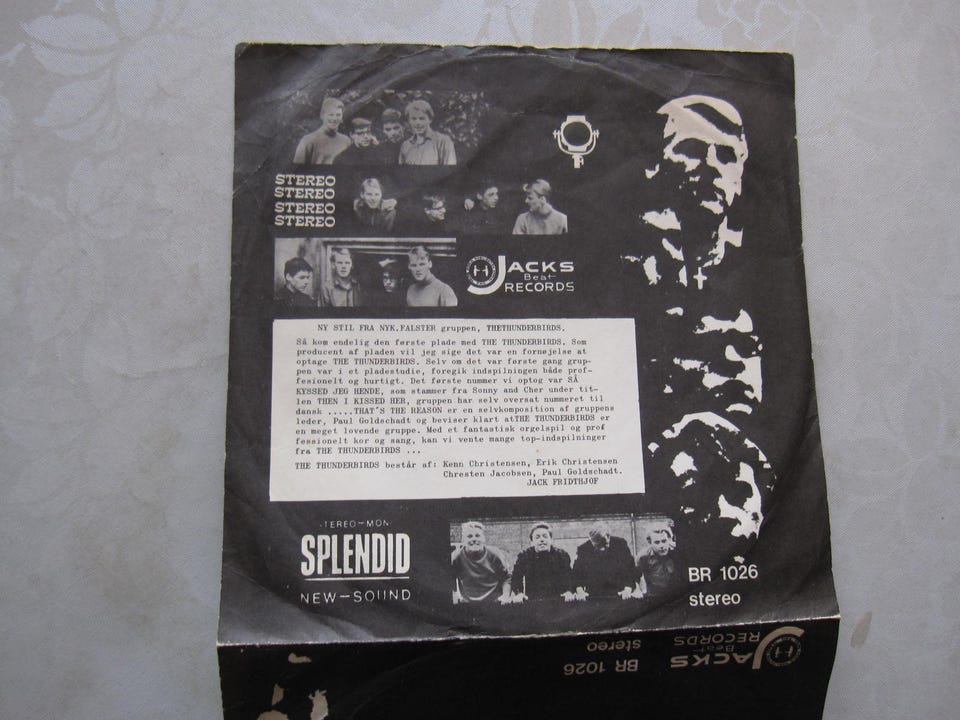 STEREO
STEREO
STEREO
STEREO
JACKS
Beat
RECORDS
NY STIL FRA NYK.FALSTER gruppen, THETHUNDERBIRDS.
Så kom endelig den første plade med THE THUNDERBIRDS. Som
producent af pladen vil jeg sige det var en fornøjelse at
optage THE THUNDERBIRDS. Selv om det var første gang grup-
pen var i et pladestudie, foregik indspilningen både prof-
fesionelt og hurtigt. Det første nummer vi optog var SÅ
KYSSED JEG HENDE, som stammer fra Sonny and Cher under tit-
len THEN I KISSED HER, gruppen har selv oversat nummeret til
dansk .....THAT'S THE REASON er en selvkomposition af gruppens
leder, Paul Goldschadt og beviser klart atTHE THUNDERBIRDS er
en meget lovende gruppe. Med et fantastisk orgelspil og prof
fessionelt kor og sang, kan vi vente mange top-indspilninger
fra THE THUNDERBIRDS ...
THE THUNDERBIRDS består af: Kenn Christensen, Erik Christensen
Chresten Jacobsen, Paul Goldschadt.
JACK FRIDTHJOF
TEREO-MON
SPLENDID
NEW-SOUND
BR 1026
stereo
JACKS
Beat
RECORDS
BR 1026
stereo